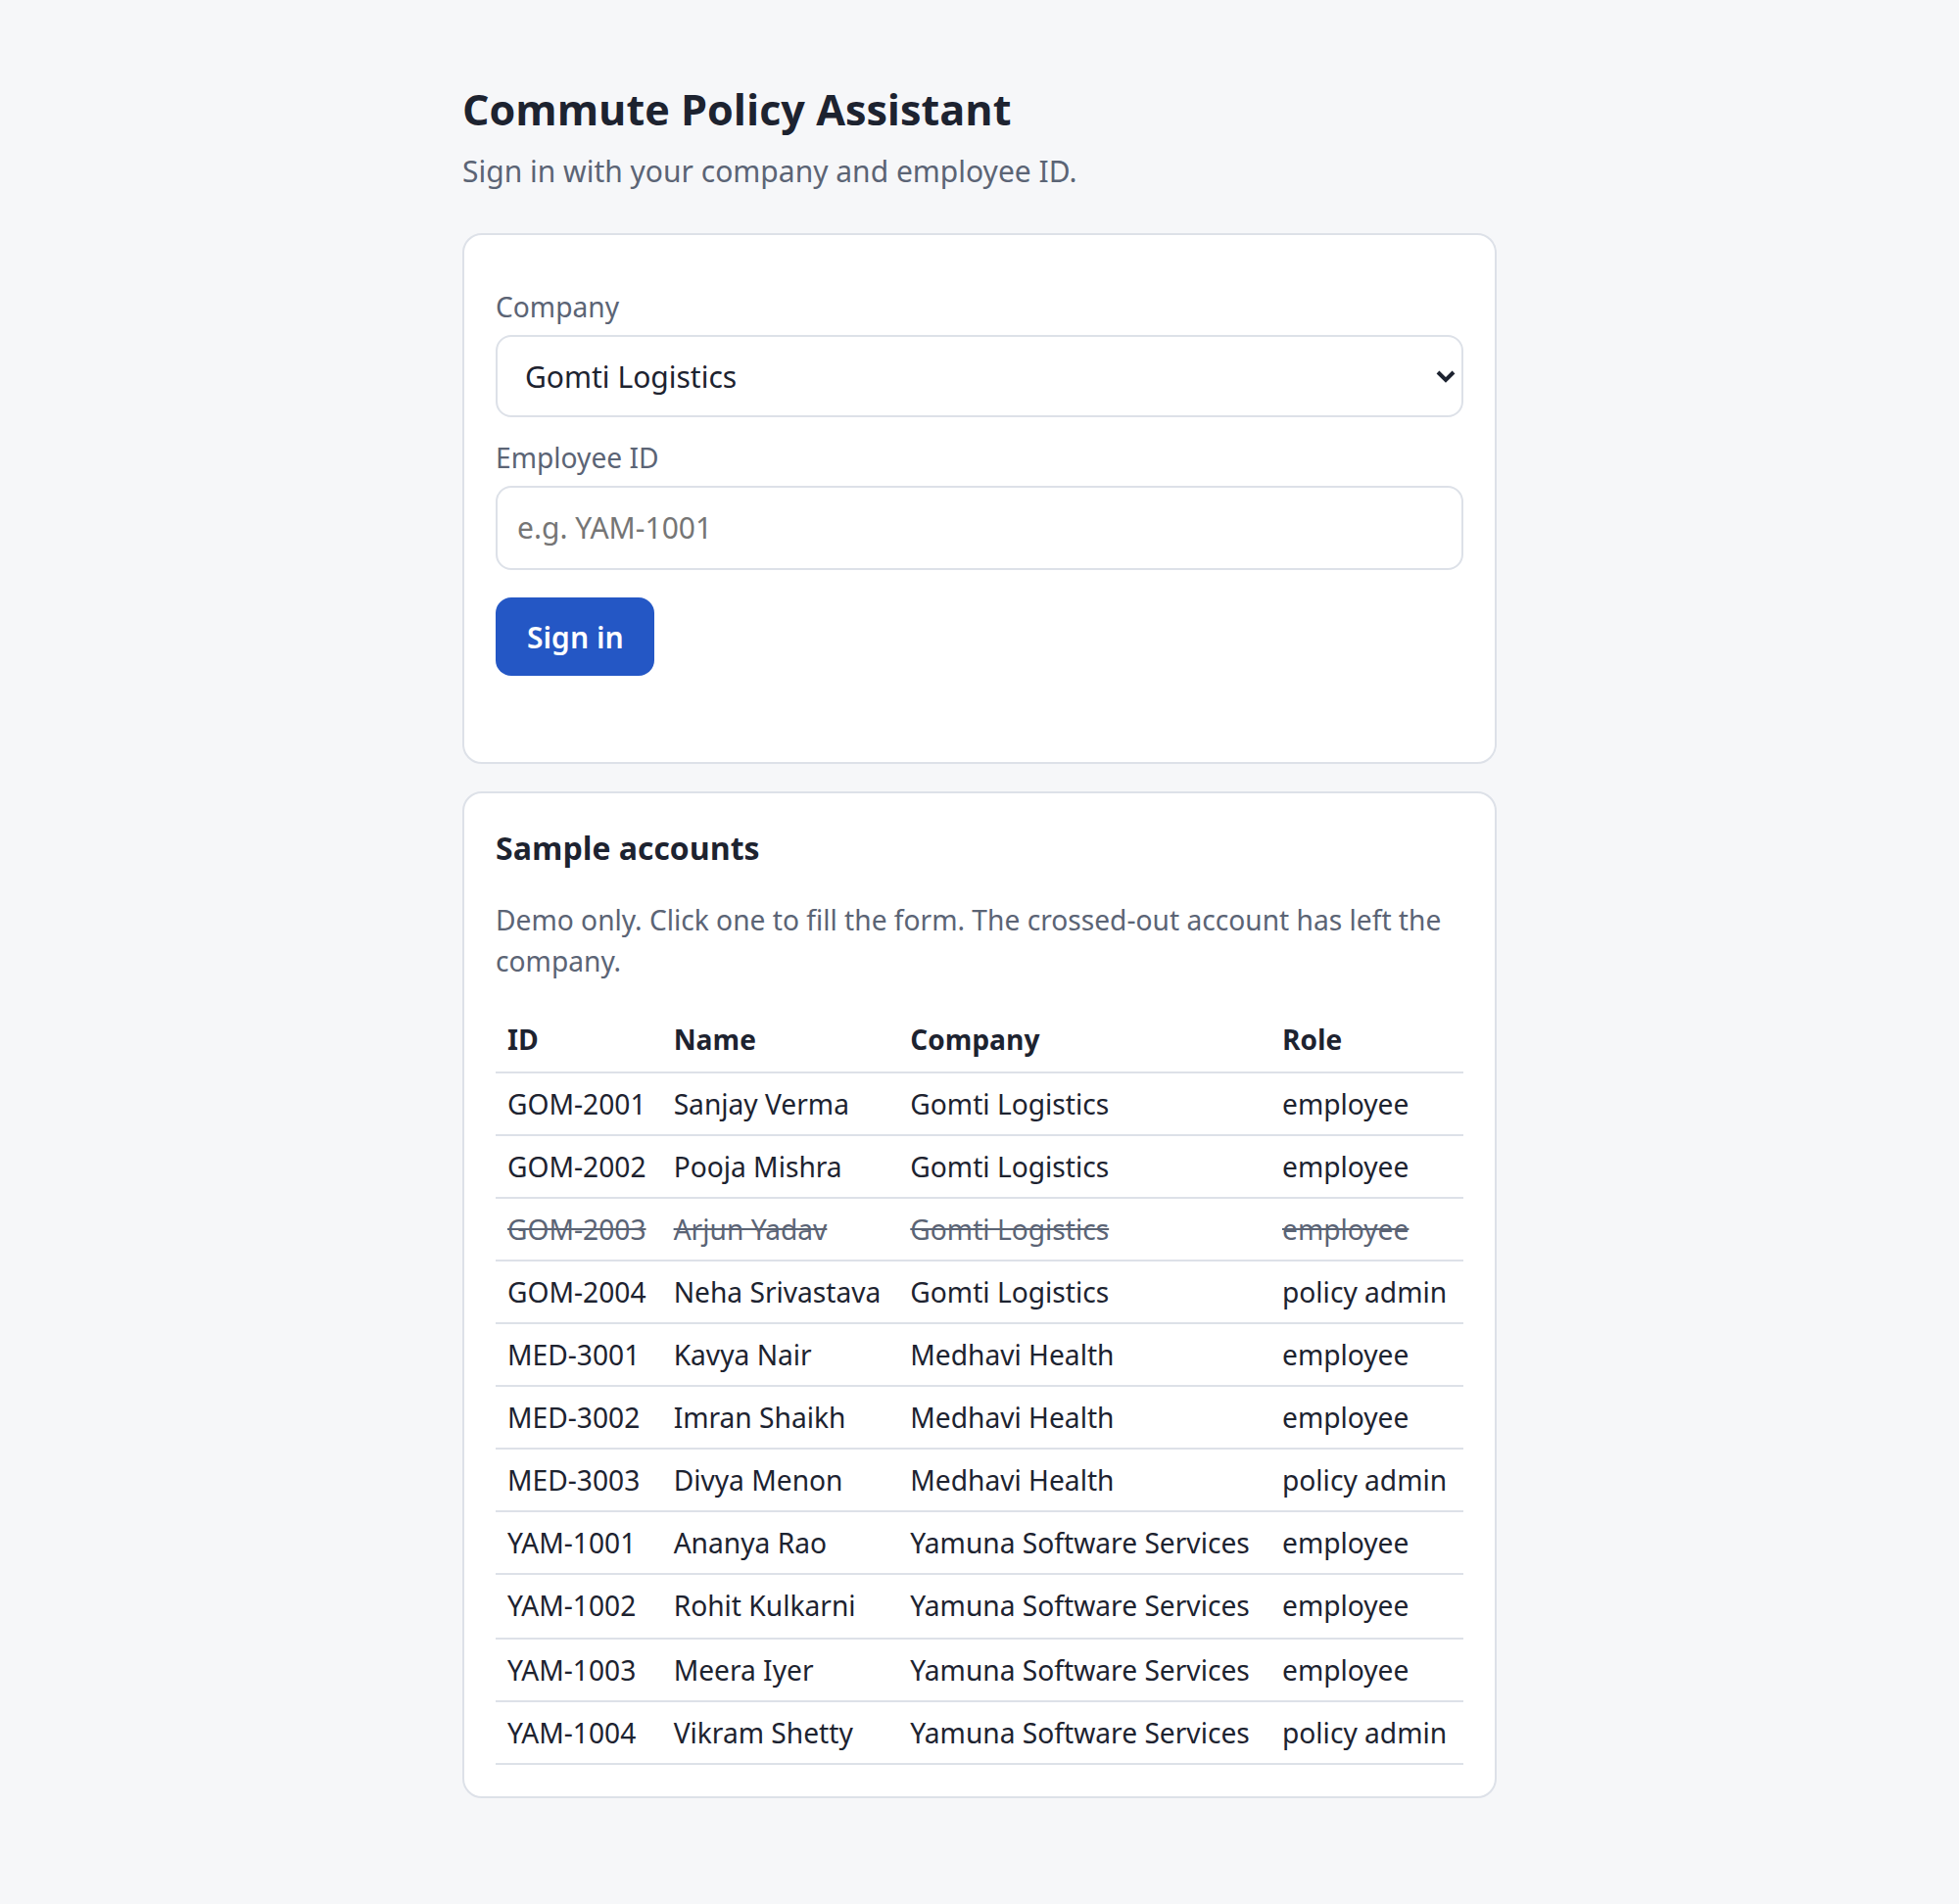 Commute Policy Assistant
Sign in with your company and employee ID.
Company
Gomti Logistics
Employee ID
e.g. YAM-1001
Sign in
Sample accounts
Demo only. Click one to fill the form. The crossed-out account has left the
company.
ID Name Company Role
GOM-2001 Sanjay Verma Gomti Logistics employee
GOM-2002 Pooja Mishra Gomti Logistics employee
GOM-2003 Arjun Yadav Gomti Logistics employee
GOM-2004 Neha Srivastava Gomti Logistics policy admin
MED-3001 Kavya Nair Medhavi Health employee
MED-3002 Imran Shaikh Medhavi Health employee
MED-3003 Divya Menon Medhavi Health policy admin
YAM-1001 Ananya Rao Yamuna Software Services employee
YAM-1002 Rohit Kulkarni Yamuna Software Services employee
YAM-1003 Meera Iyer Yamuna Software Services employee
YAM-1004 Vikram Shetty Yamuna Software Services policy admin